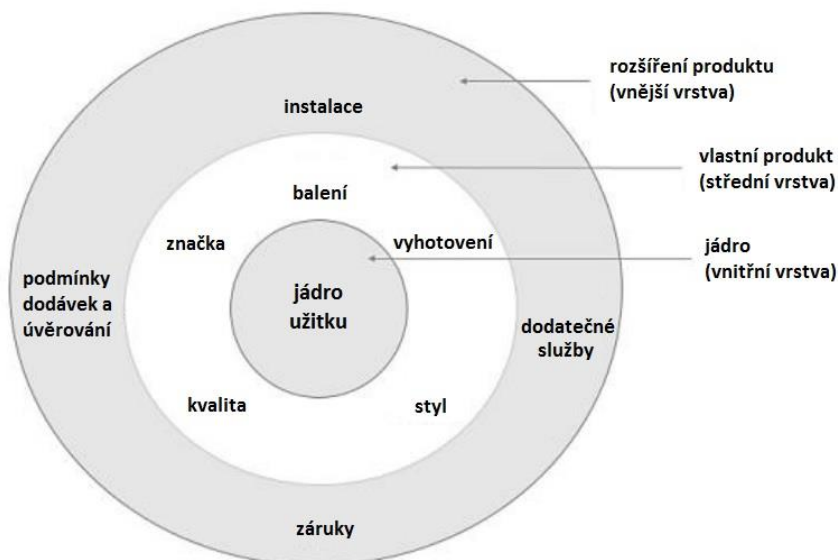 rozšíření produktu
(vnější vrstva)
instalace
vlastní produkt
(střední vrstva)
balení
značka
vyhotovení
jádro
(vnitřní vrstva)
podmínky
dodávek a
úvěrování
jádro
užitku
dodatečné
služby
kvalita
styl
záruky